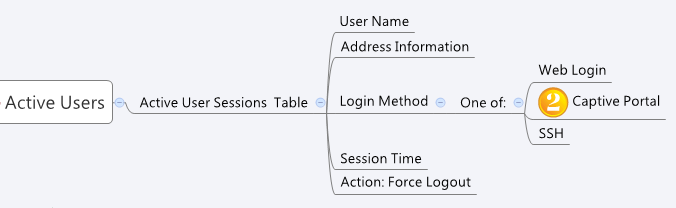 Active Users
Active User Sessions Table
User Name
Address Information
Login Method
One of:
Web Login
2 Captive Portal
SSH
Session Time
Action: Force Logout